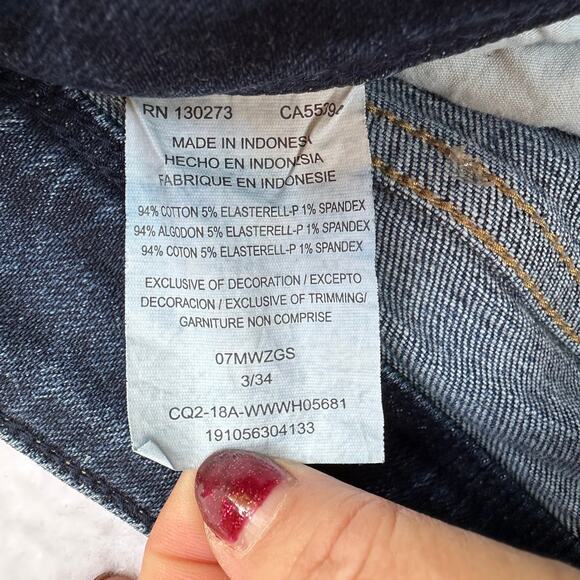 RN 130273
MADE IN INDONES
HECHO EN INDONESIA
FABRIQUE EN INDONESIE
94% COTTON 5% ELASTERELL-P 1% SPANDEX
94% ALGODON 5% ELASTERELL-P 1% SPANDEX
94% COTON 5% ELASTERELL-P 1% SPANDEX
EXCLUSIVE OF DECORATION / EXCEPTO
DECORACION / EXCLUSIVE OF TRIMMING/
GARNITURE NON COMPRISE
07MWZGS
3/34
CQ2-18A-WWWH05681
191056304133